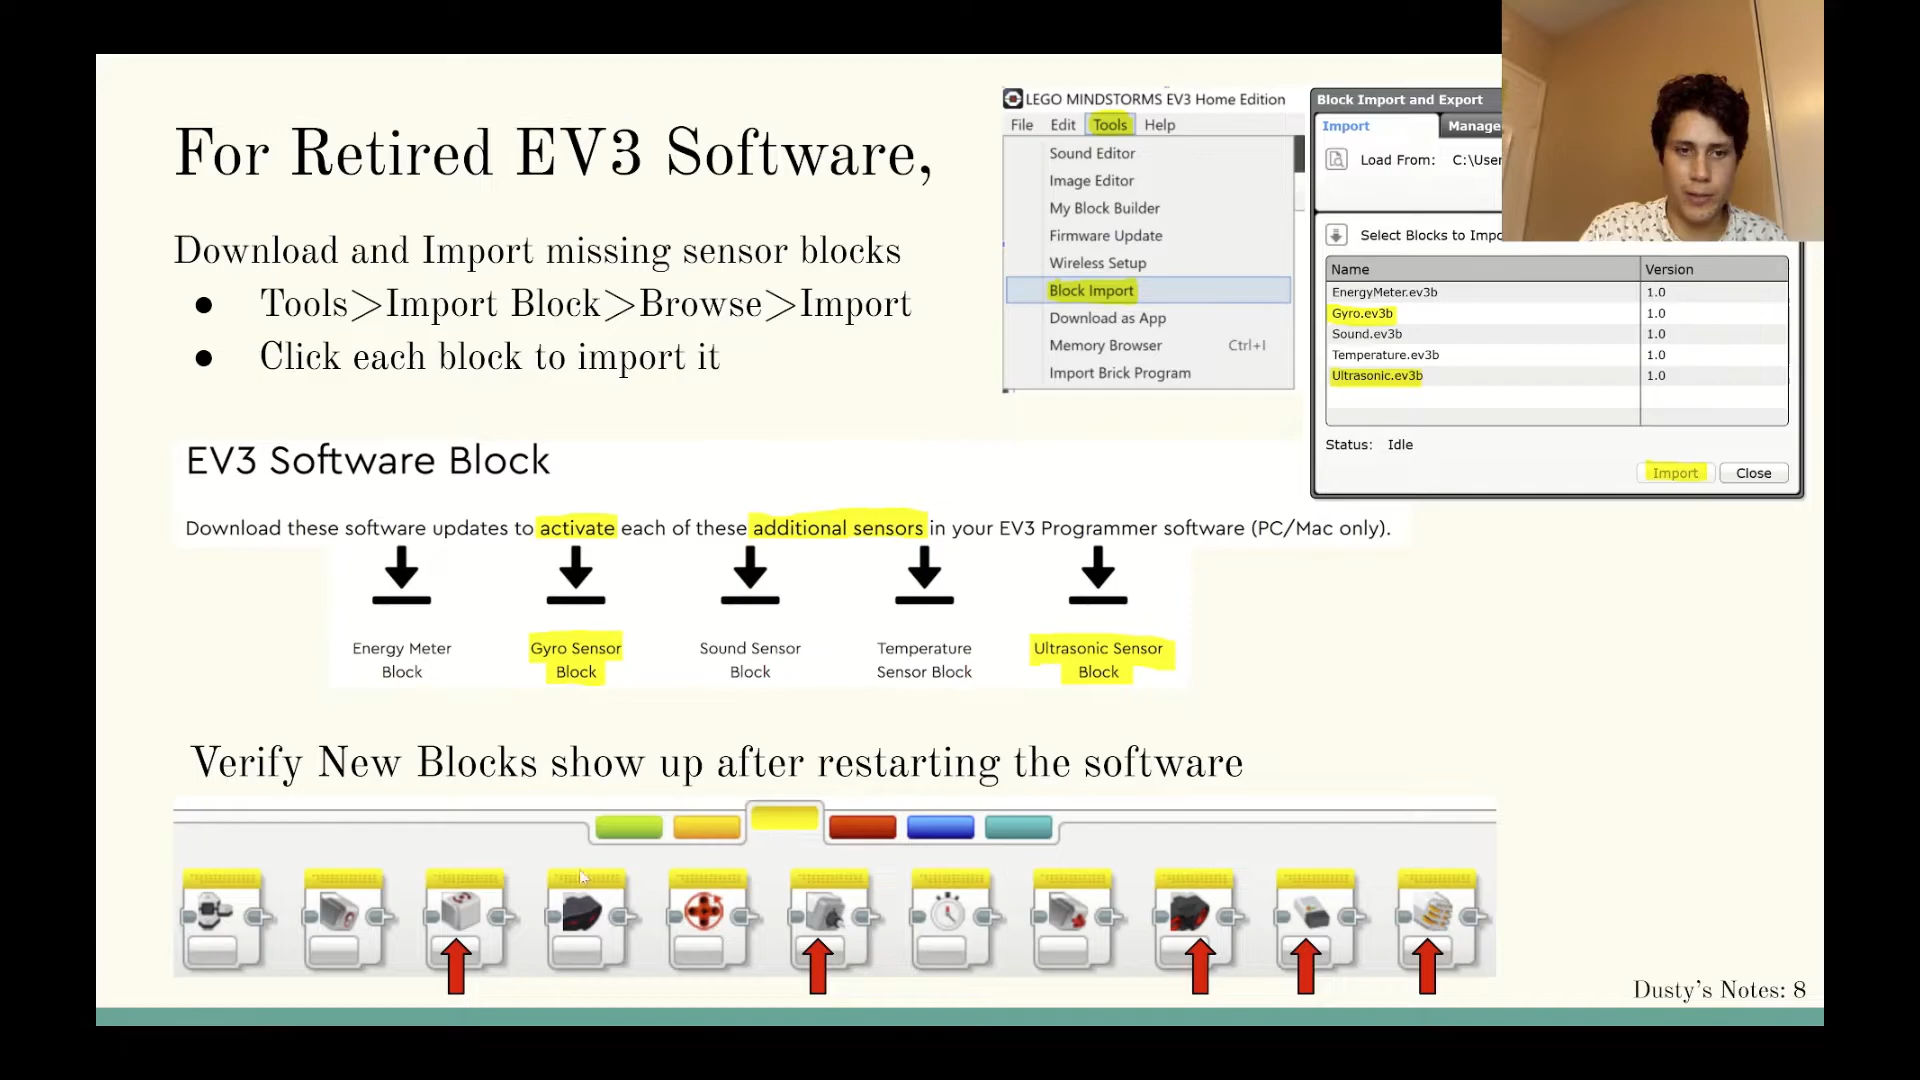 For Retired EV3 Software,
Download and Import missing sensor blocks
● Tools>Import Block>Browse>Import
● Click each block to import it
LEGO MINDSTORMS EV3 Home Edition
File Edit Tools Help
Sound Editor
Image Editor
My Block Builder
Firmware Update
Wireless Setup
Block Import
Download as App
Memory Browser Ctrl+I
Import Brick Program
Block Import and Export
Import Manage
Load From: C:\User
Select Blocks to Impo
Name Version
EnergyMeter.ev3b 1.0
Gyro.ev3b 1.0
Sound.ev3b 1.0
Temperature.ev3b 1.0
Ultrasonic.ev3b 1.0
Status: Idle
Import Close
EV3 Software Block
Download these software updates to activate each of these additional sensors in your EV3 Programmer software (PC/Mac only).
Energy Meter
Block
Gyro Sensor
Block
Sound Sensor
Block
Temperature
Sensor Block
Ultrasonic Sensor
Block
Verify New Blocks show up after restarting the software
Dusty's Notes: 8